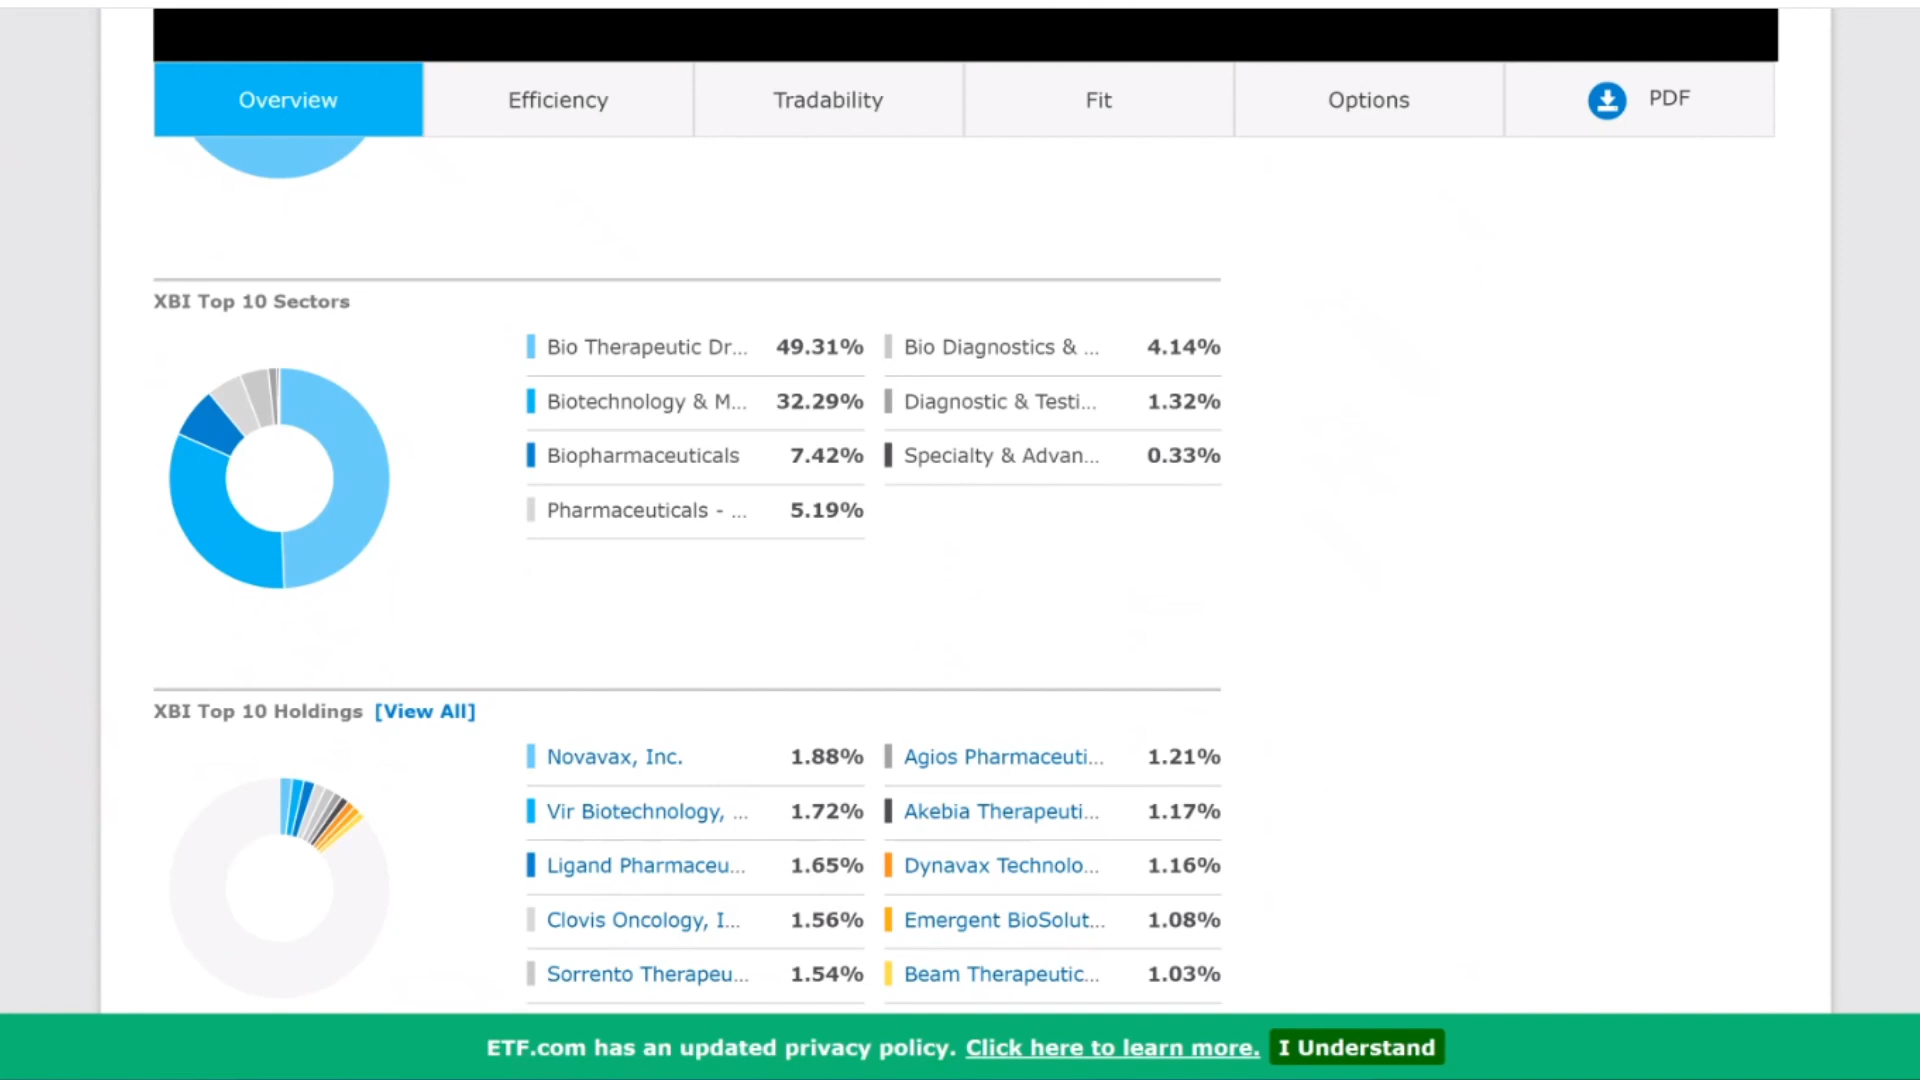 Overview
Efficiency
Tradability
Fit
Options
PDF
XBI Top 10 Sectors
Bio Therapeutic Dr... 49.31%
Biotechnology & M... 32.29%
Biopharmaceuticals 7.42%
Pharmaceuticals - ... 5.19%
Bio Diagnostics & ... 4.14%
Diagnostic & Testi... 1.32%
Specialty & Advan... 0.33%
XBI Top 10 Holdings [View All]
Novavax, Inc. 1.88%
Vir Biotechnology, ... 1.72%
Ligand Pharmaceu... 1.65%
Clovis Oncology, I... 1.56%
Sorrento Therapeu... 1.54%
Agios Pharmaceuti... 1.21%
Akebia Therapeuti... 1.17%
Dynavax Technolo... 1.16%
Emergent BioSolut... 1.08%
Beam Therapeutic... 1.03%
ETF.com has an updated privacy policy. Click here to learn more. I Understand